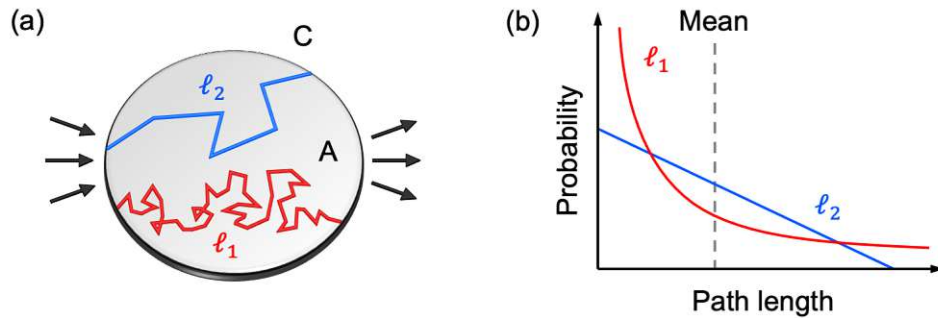 (a)
C
ℓ₂
A
ℓ₁
(b)
Mean
ℓ₁
Probability
ℓ₂
Path length